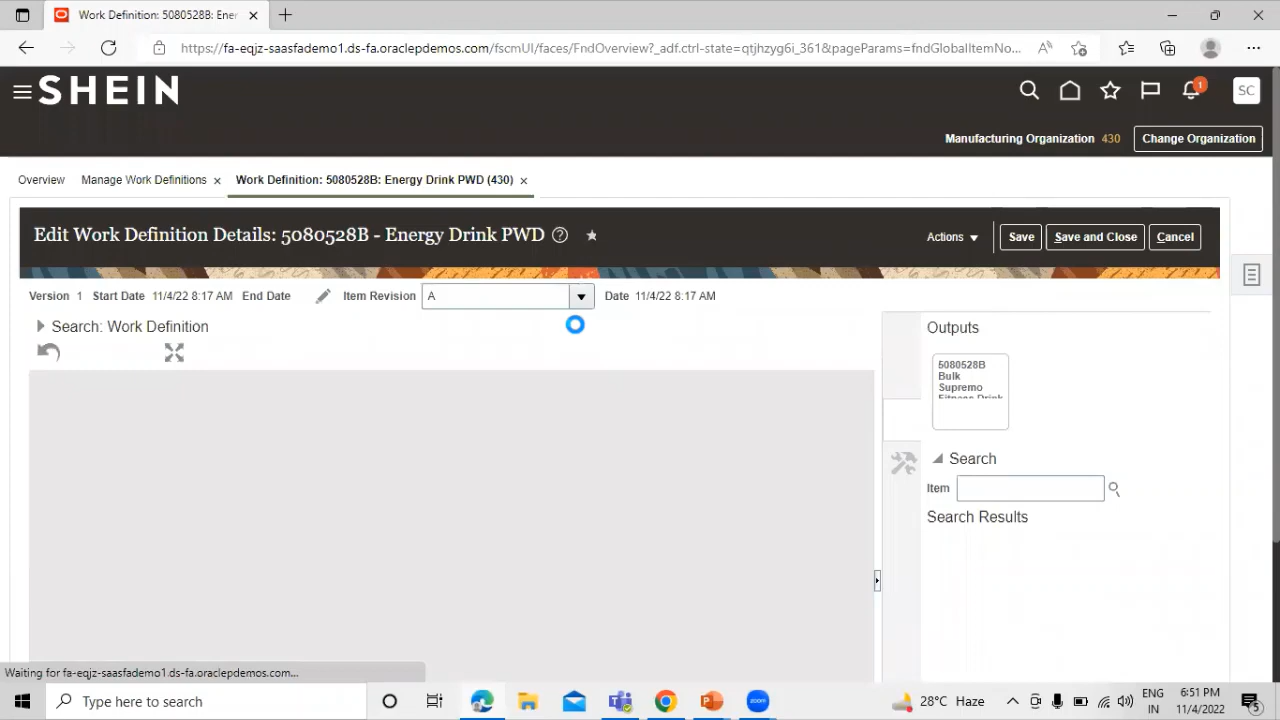 Work Definition: 5080528B: Ener
https://fa-eqjz-saasfademo1.ds-fa.oraclepdemos.com/fscmUI/faces/FndOverview?_adf.ctrl-state=qtjhzyg6i_361&pageParams=fndGlobalItemNo...
SHEIN
1
SC
Manufacturing Organization 430 Change Organization
Overview Manage Work Definitions × Work Definition: 5080528B: Energy Drink PWD (430) ×
Edit Work Definition Details: 5080528B - Energy Drink PWD
Actions Save Save and Close Cancel
Version 1 Start Date 11/4/22 8:17 AM End Date Item Revision A Date 11/4/22 8:17 AM
Search: Work Definition
Outputs
5080528B
Bulk
Supremo
Fitness Drink
Search
Item
Search Results
Waiting for fa-eqjz-saasfademo1.ds-fa.oraclepdemos.com...
Type here to search
28°C Haze
ENG
IN
6:51 PM
11/4/2022
5